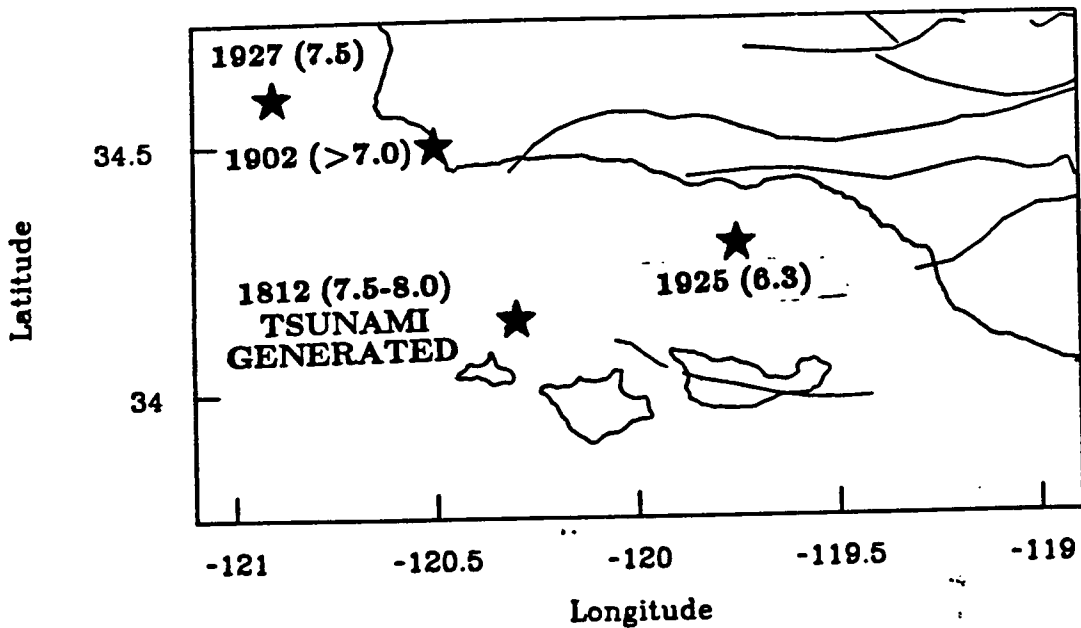 1927 (7.5)
34.5
1902 (>7.0)
Latitude
1925 (6.3)
1812 (7.5-8.0)
TSUNAMI
GENERATED
34
-121
-120.5
-120
-119.5
-119
Longitude